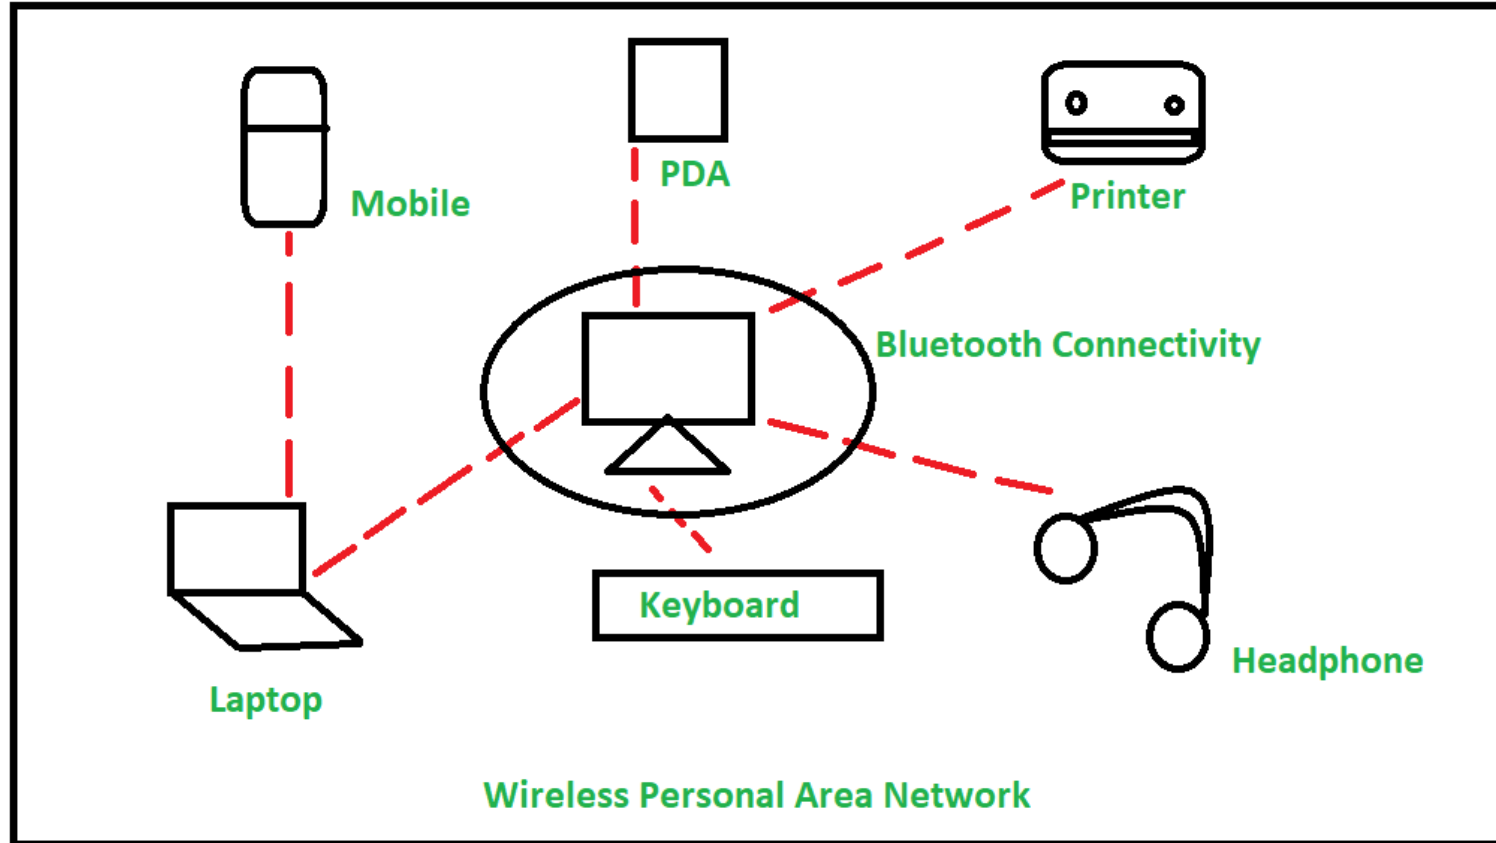 PDA
Printer
Mobile
Bluetooth Connectivity
Keyboard
Headphone
Laptop
Wireless Personal Area Network